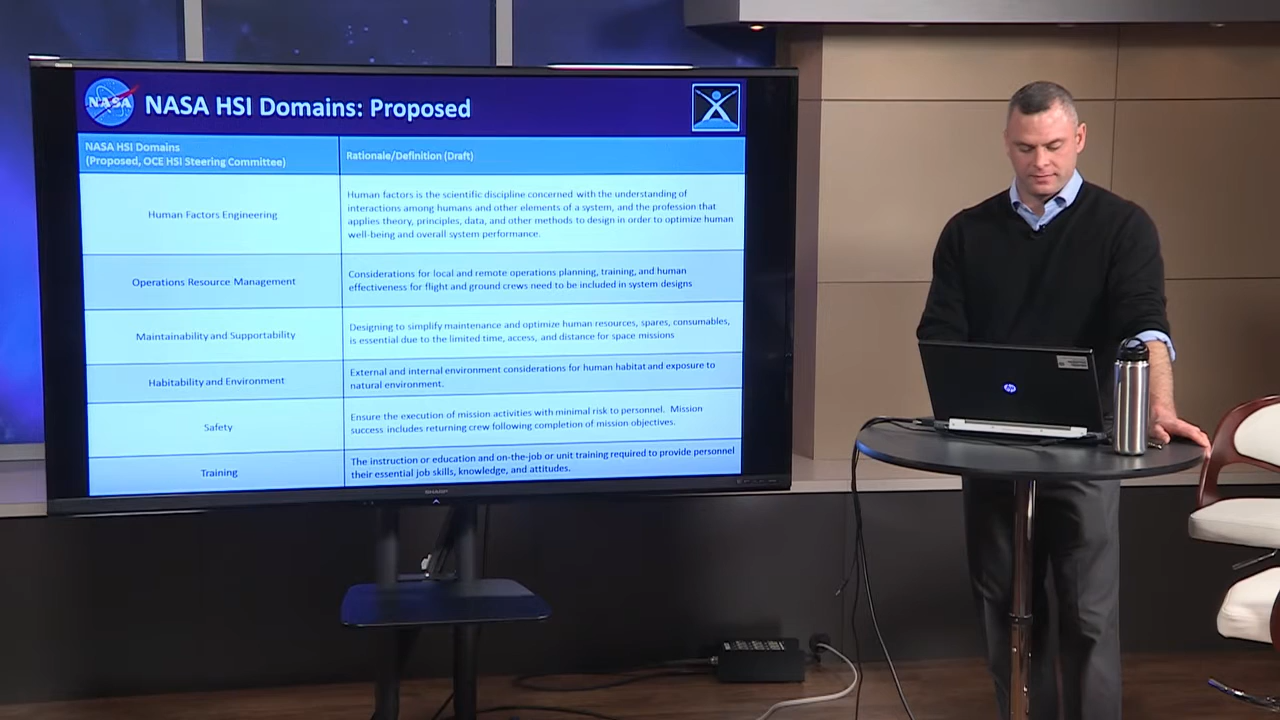 NASA
NASA HSI Domains: Proposed
NASA HSI Domains
(Proposed, OCE HSI Steering Committee)
Rationale/Definition (Draft)
Human Factors Engineering
Human factors is the scientific discipline concerned with the understanding of
interactions among humans and other elements of a system, and the profession that
applies theory, principles, data, and other methods to design in order to optimize human
well-being and overall system performance.
Operations Resource Management
Considerations for local and remote operations planning, training, and human
effectiveness for flight and ground crews need to be included in system designs
Maintainability and Supportability
Designing to simplify maintenance and optimize human resources, spares, consumables,
is essential due to the limited time, access, and distance for space missions
Habitability and Environment
External and internal environment considerations for human habitat and exposure to
natural environment.
Safety
Ensure the execution of mission activities with minimal risk to personnel. Mission
success includes returning crew following completion of mission objectives.
Training
The instruction or education and on-the-job or unit training required to provide personnel
their essential job skills, knowledge, and attitudes.
SHARP
hp